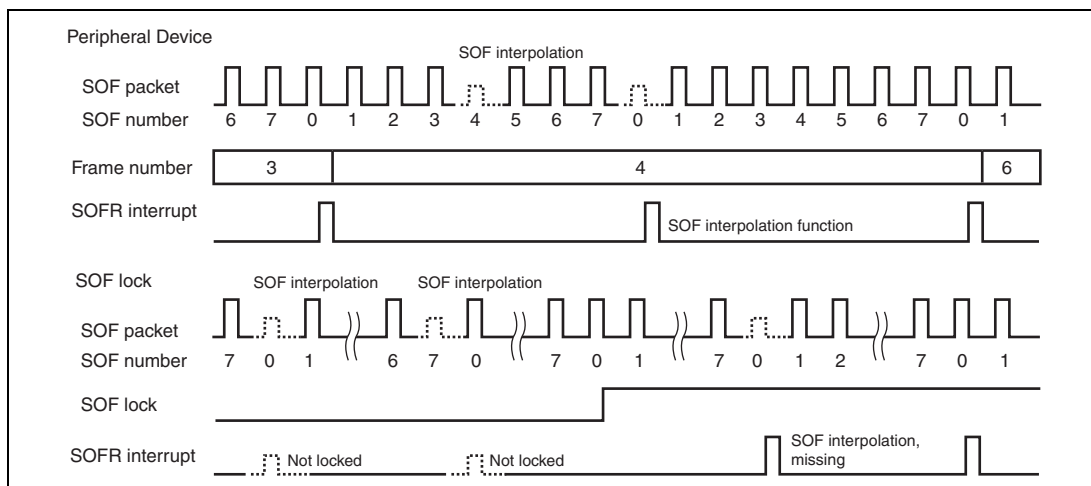 Peripheral Device
SOF interpolation
SOF packet
SOF number 6 7 0 1 2 3 4 5 6 7 0 1 2 3 4 5 6 7 0 1
Frame number 3 4 6
SOFR interrupt
SOF interpolation function
SOF lock
SOF interpolation SOF interpolation
SOF packet
SOF number 7 0 1 6 7 0 7 0 1 7 0 1 2 7 0 1
SOF lock
SOFR interrupt Not locked Not locked SOF interpolation,
missing